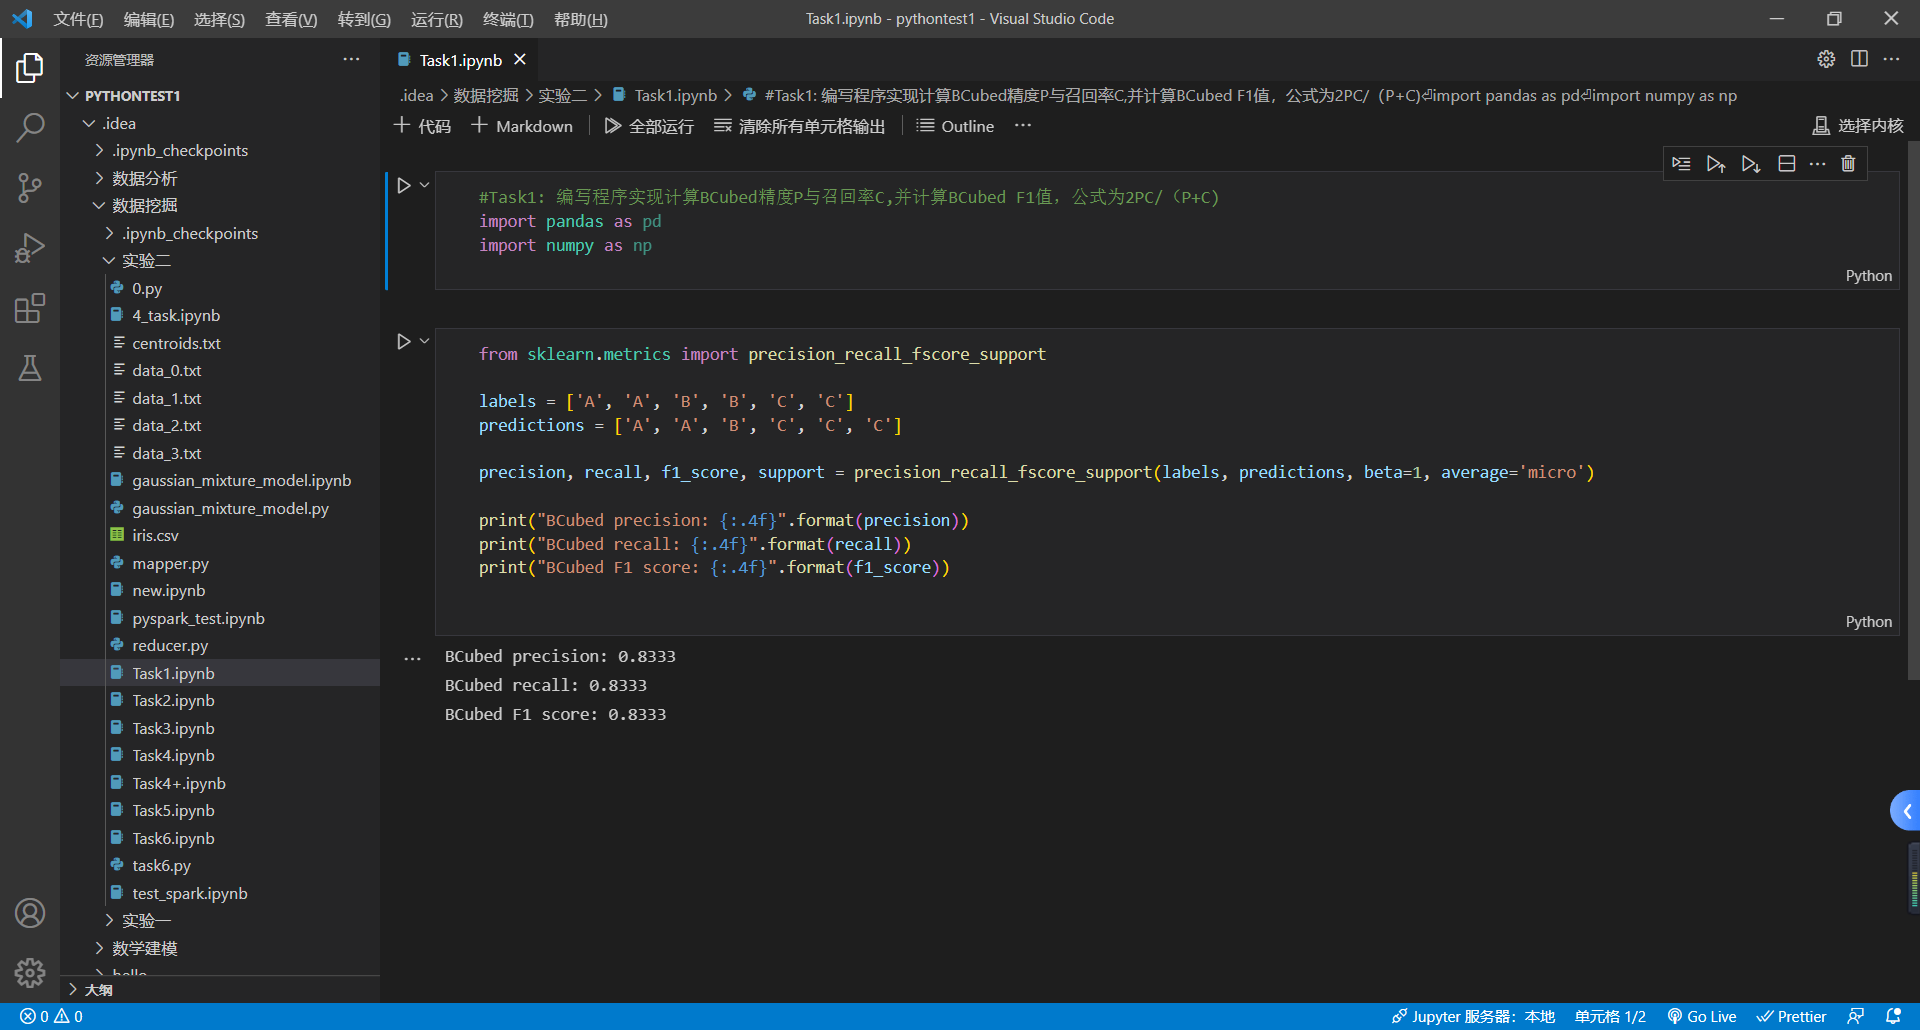 文件(F) 编辑(E) 选择(S) 查看(V) 转到(G) 运行(R) 终端(T) 帮助(H) Task1.ipynb - pythontest1 - Visual Studio Code
资源管理器
PYTHONTEST1
.idea
.ipynb_checkpoints
数据分析
数据挖掘
.ipynb_checkpoints
实验二
0.py
4_task.ipynb
centroids.txt
data_0.txt
data_1.txt
data_2.txt
data_3.txt
gaussian_mixture_model.ipynb
gaussian_mixture_model.py
iris.csv
mapper.py
new.ipynb
pyspark_test.ipynb
reducer.py
Task1.ipynb
Task2.ipynb
Task3.ipynb
Task4.ipynb
Task4+.ipynb
Task5.ipynb
Task6.ipynb
task6.py
test_spark.ipynb
实验一
数学建模
hello
大纲
Task1.ipynb
.idea > 数据挖掘 > 实验二 > Task1.ipynb > #Task1: 编写程序实现计算BCubed精度P与召回率C,并计算BCubed F1值，公式为2PC/（P+C)⏎import pandas as pd⏎import numpy as np
代码 Markdown 全部运行 清除所有单元格输出 Outline ··· 选择内核
#Task1: 编写程序实现计算BCubed精度P与召回率C,并计算BCubed F1值，公式为2PC/（P+C)
import pandas as pd
import numpy as np
Python
from sklearn.metrics import precision_recall_fscore_support
labels = ['A', 'A', 'B', 'B', 'C', 'C']
predictions = ['A', 'A', 'B', 'C', 'C', 'C']
precision, recall, f1_score, support = precision_recall_fscore_support(labels, predictions, beta=1, average='micro')
print("BCubed precision: {:.4f}".format(precision))
print("BCubed recall: {:.4f}".format(recall))
print("BCubed F1 score: {:.4f}".format(f1_score))
Python
BCubed precision: 0.8333
BCubed recall: 0.8333
BCubed F1 score: 0.8333
0 0 Jupyter 服务器：本地 单元格 1/2 Go Live Prettier